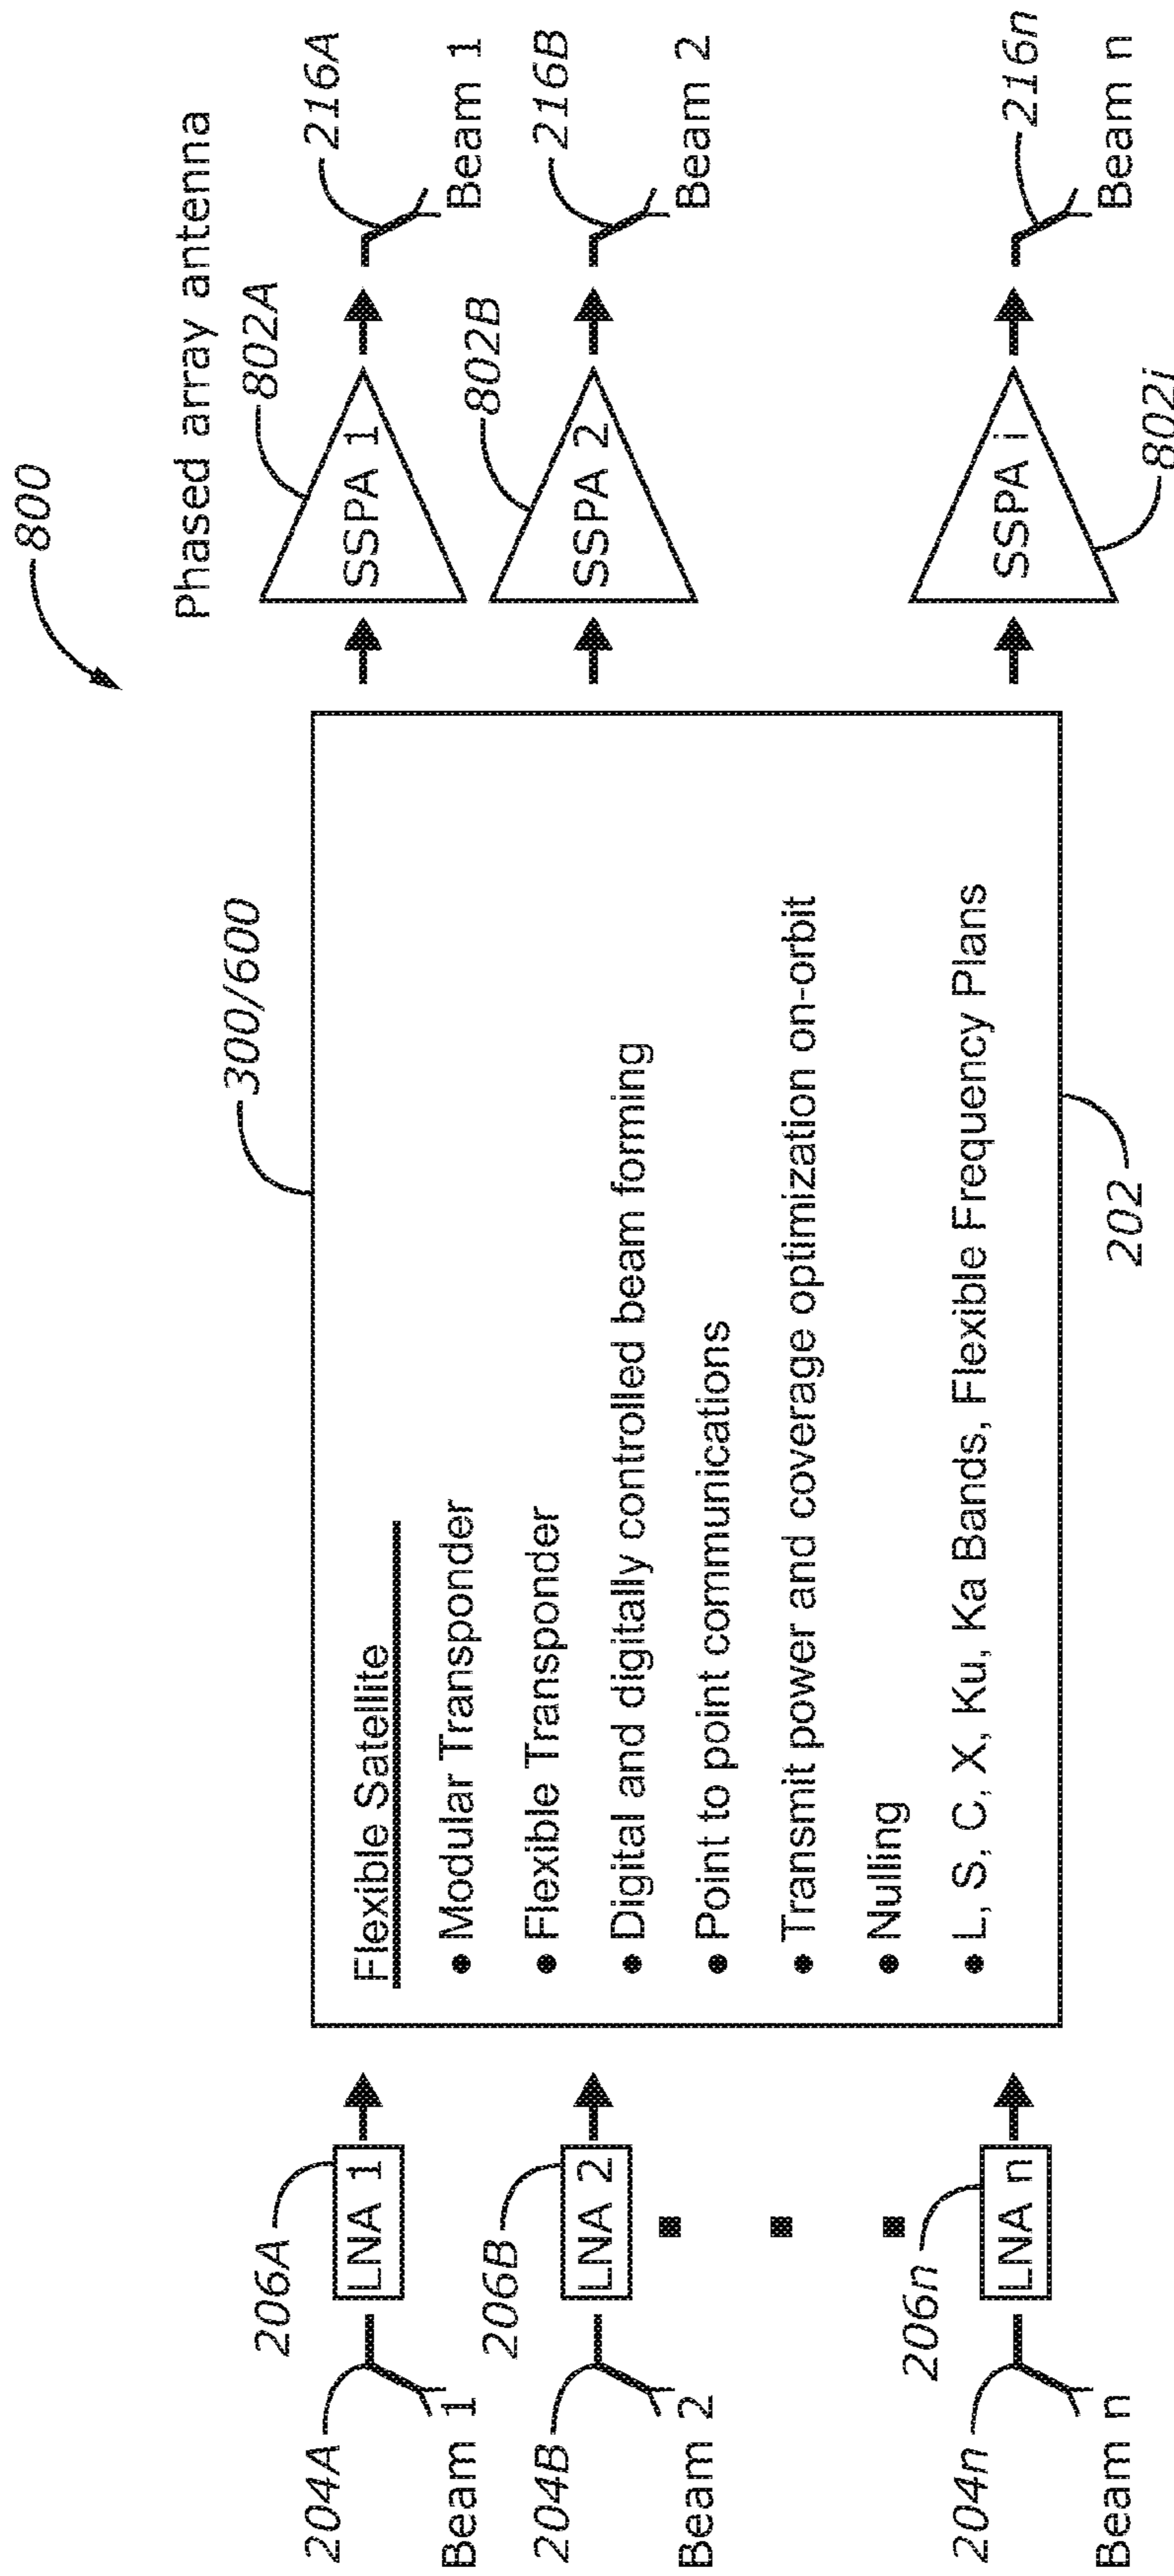 800
Phased array antenna
204A
206A
LNA 1
Beam 1
204B
206B
LNA 2
Beam 2
204n
206n
LNA n
Beam n
300/600
Flexible Satellite
● Modular Transponder
● Flexible Transponder
● Digital and digitally controlled beam forming
● Point to point communications
● Transmit power and coverage optimization on-orbit
● Nulling
● L, S, C, X, Ku, Ka Bands, Flexible Frequency Plans
202
802A
SSPA 1
216A
Beam 1
802B
SSPA 2
216B
Beam 2
SSPA i
802i
216n
Beam n